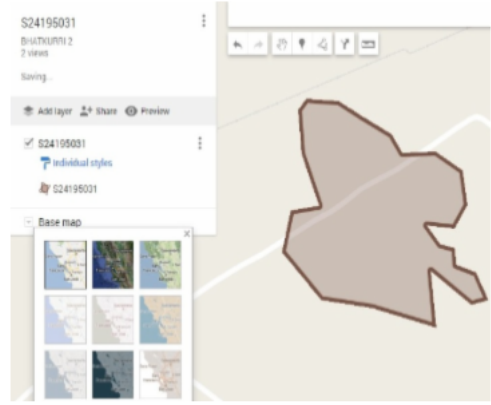 S24195031
BHATKURRI 2
2 views
Saving...
Add layer Share Preview
S24195031
Individual styles
S24195031
Base map